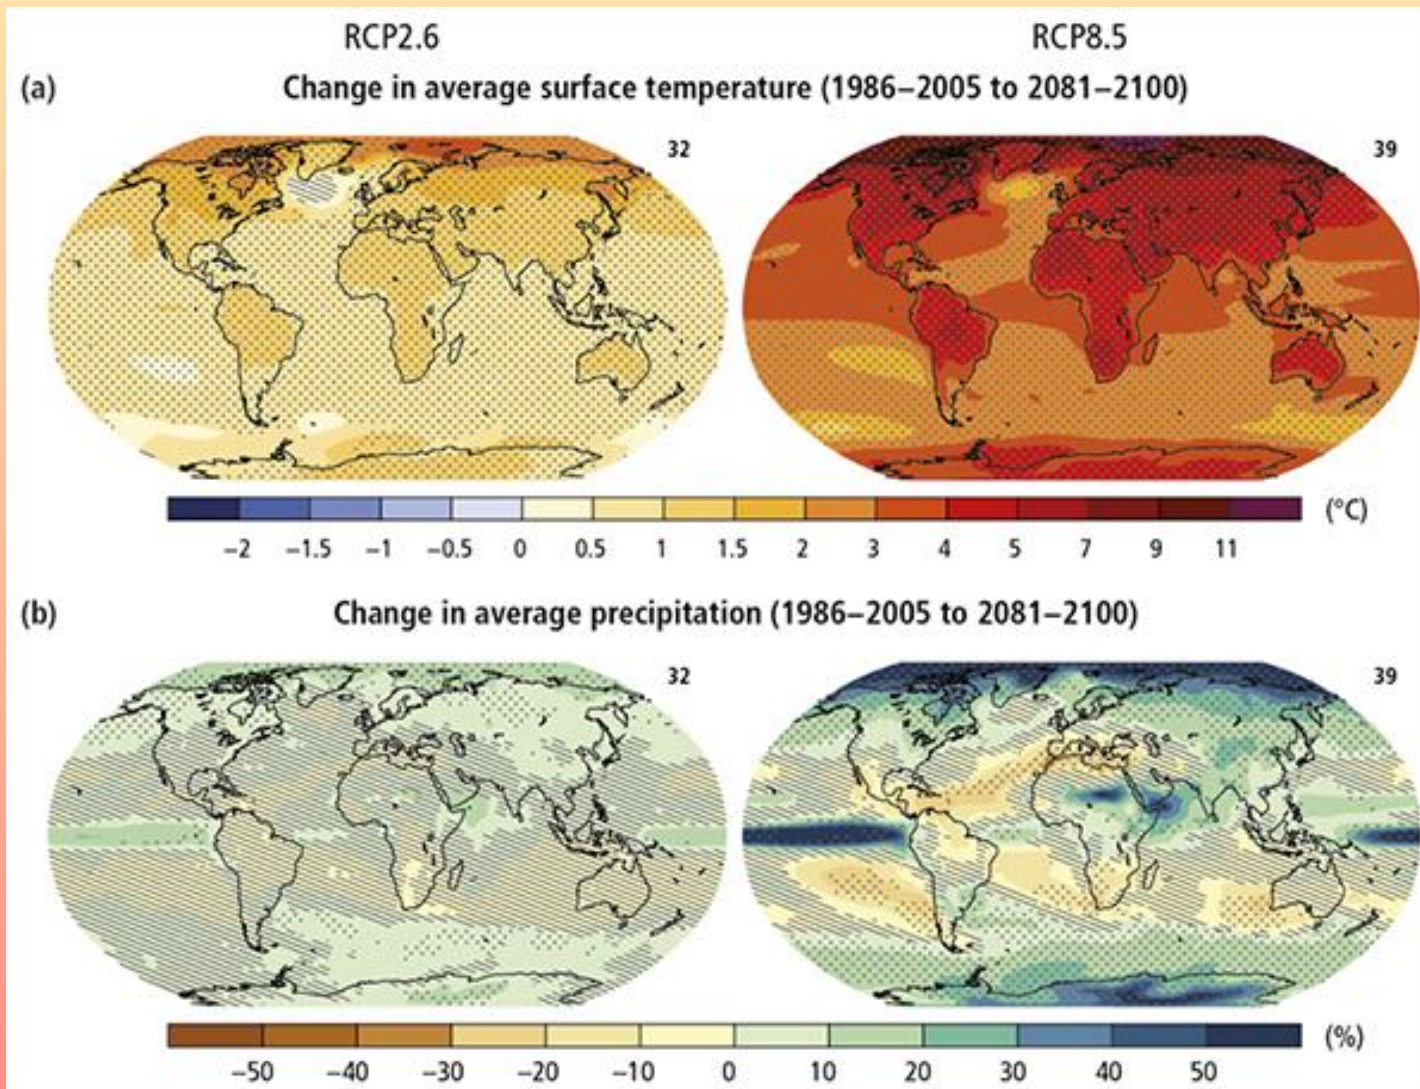 RCP2.6 RCP8.5
(a) Change in average surface temperature (1986–2005 to 2081–2100)
32 39
(°C)
−2 −1.5 −1 −0.5 0 0.5 1 1.5 2 3 4 5 7 9 11
(b) Change in average precipitation (1986–2005 to 2081–2100)
32 39
(%)
−50 −40 −30 −20 −10 0 10 20 30 40 50